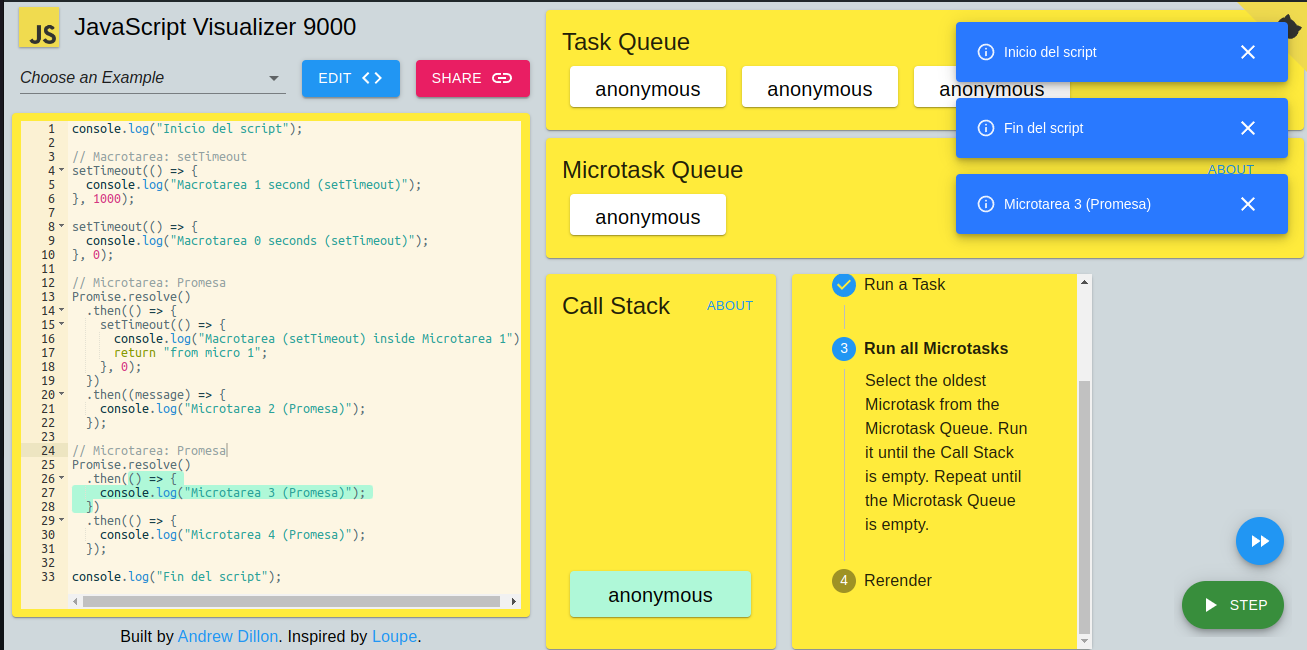 JS JavaScript Visualizer 9000
Choose an Example
EDIT
SHARE
1 console.log("Inicio del script");
2
3 // Macrotarea: setTimeout
4 setTimeout(() => {
5 console.log("Macrotarea 1 second (setTimeout)");
6 }, 1000);
7
8 setTimeout(() => {
9 console.log("Macrotarea 0 seconds (setTimeout)");
10 }, 0);
11
12 // Microtarea: Promesa
13 Promise.resolve()
14 .then(() => {
15 setTimeout(() => {
16 console.log("Macrotarea (setTimeout) inside Microtarea 1")
17 return "from micro 1";
18 }, 0);
19 })
20 .then((message) => {
21 console.log("Microtarea 2 (Promesa)");
22 });
23
24 // Microtarea: Promesa
25 Promise.resolve()
26 .then(() => {
27 console.log("Microtarea 3 (Promesa)");
28 })
29 .then(() => {
30 console.log("Microtarea 4 (Promesa)");
31 });
32
33 console.log("Fin del script");
Built by Andrew Dillon. Inspired by Loupe.
Task Queue
anonymous anonymous anonymous
Microtask Queue
ABOUT
anonymous
Inicio del script
Fin del script
Microtarea 3 (Promesa)
Call Stack
ABOUT
anonymous
Run a Task
3 Run all Microtasks
Select the oldest
Microtask from the
Microtask Queue. Run
it until the Call Stack
is empty. Repeat until
the Microtask Queue
is empty.
4 Rerender
STEP